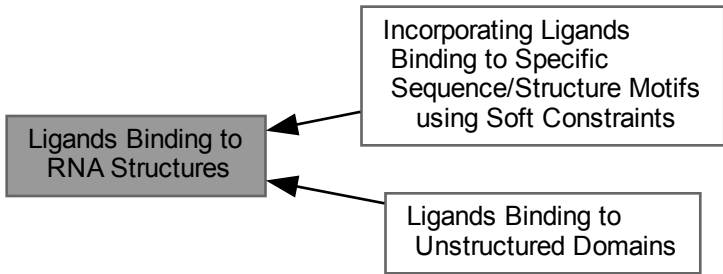 Ligands Binding to
RNA Structures
Incorporating Ligands
Binding to Specific
Sequence/Structure Motifs
using Soft Constraints
Ligands Binding to
Unstructured Domains